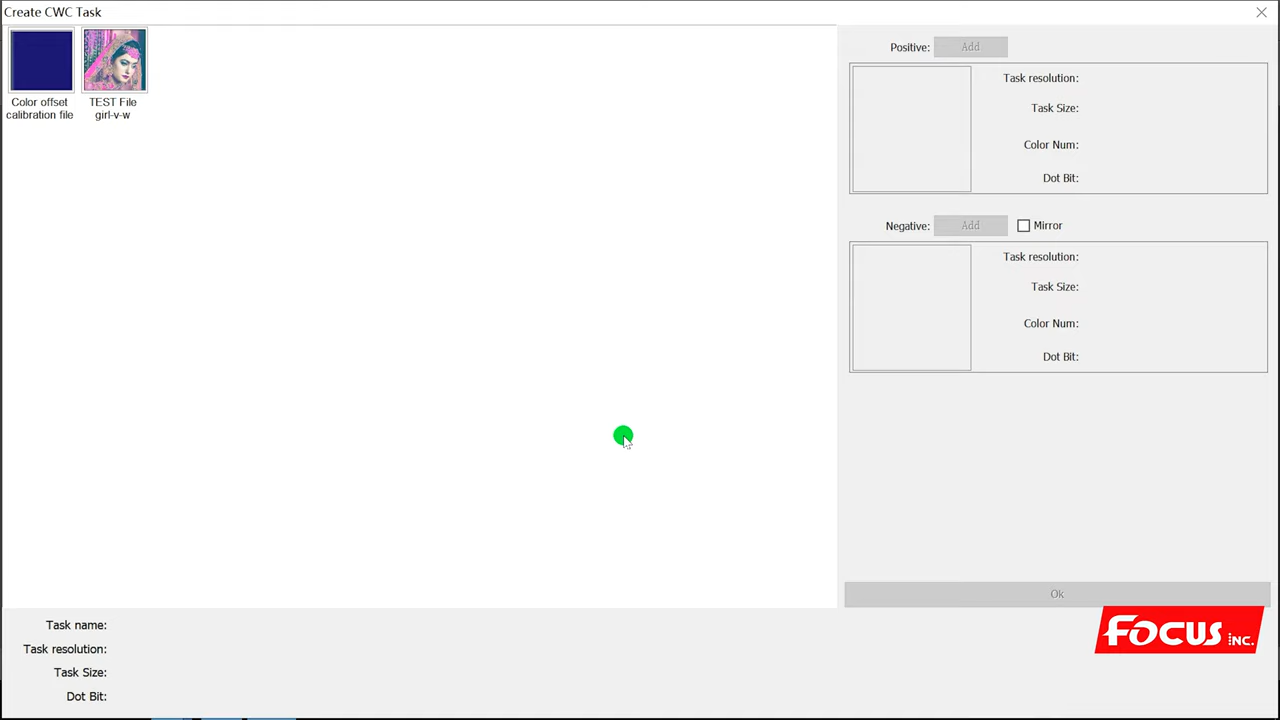 Create CWC Task
Color offset
calibration file
TEST File
girl-v-w
Positive:
Add
Task resolution:
Task Size:
Color Num:
Dot Bit:
Negative:
Add
Mirror
Task resolution:
Task Size:
Color Num:
Dot Bit:
Ok
Task name:
Task resolution:
Task Size:
Dot Bit:
FOCUS INC.